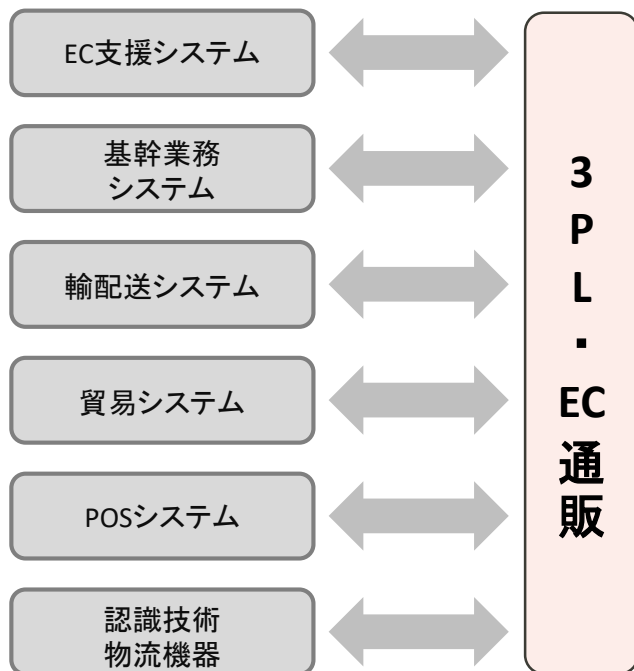 EC支援システム
基幹業務
システム
輸配送システム
貿易システム
POSシステム
認識技術
物流機器
3
P
L
・
EC
通
販